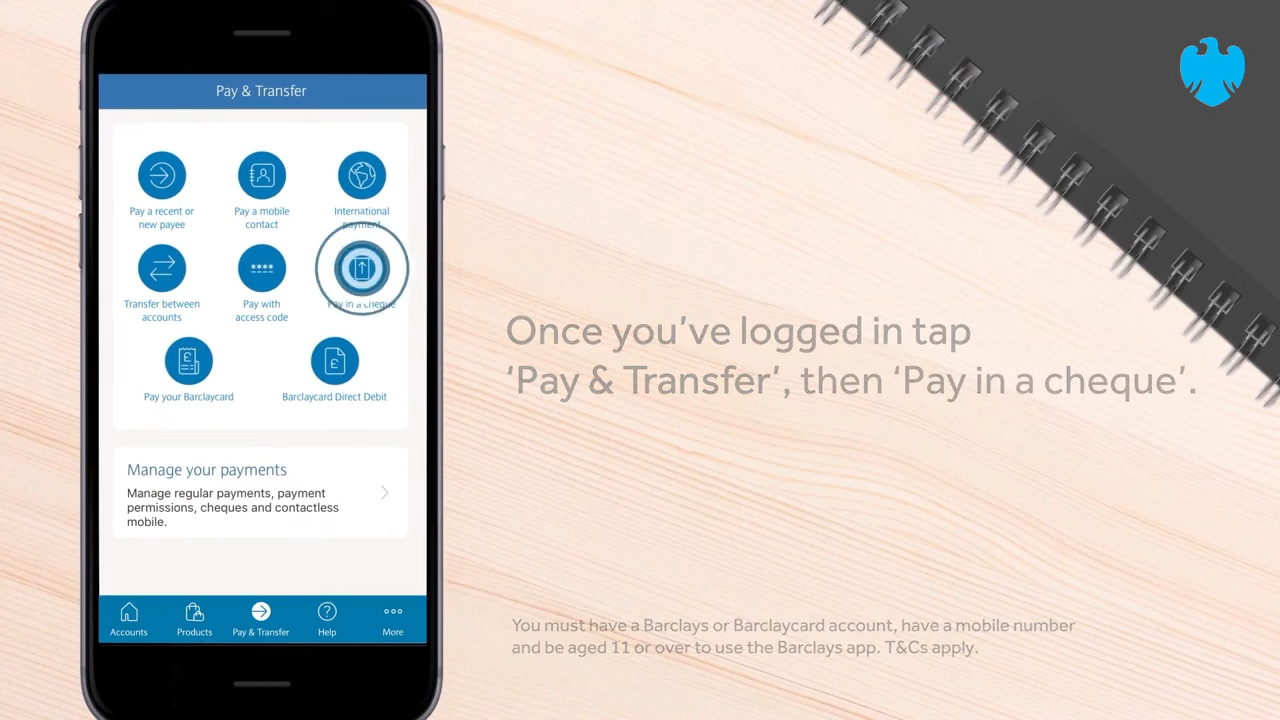 Pay & Transfer
Pay a recent or
new payee
Pay a mobile
contact
International
payment
Transfer between
accounts
****
Pay with
access code
Pay in a cheque
£
Pay your Barclaycard
£
Barclaycard Direct Debit
Manage your payments
Manage regular payments, payment
permissions, cheques and contactless
mobile.
Accounts
Products
Pay & Transfer
?
Help
More
Once you’ve logged in tap
‘Pay & Transfer’, then ‘Pay in a cheque’.
You must have a Barclays or Barclaycard account, have a mobile number
and be aged 11 or over to use the Barclays app. T&Cs apply.